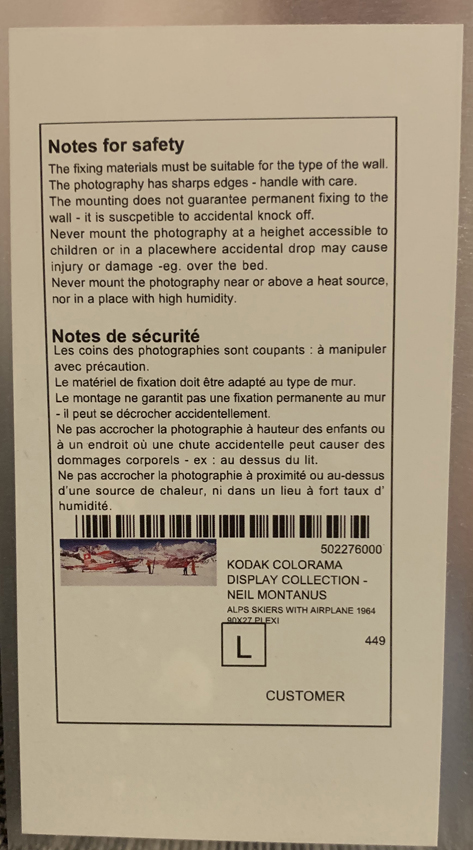 Notes for safety
The fixing materials must be suitable for the type of the wall.
The photography has sharps edges - handle with care.
The mounting does not guarantee permanent fixing to the
wall - it is suscpetible to accidental knock off.
Never mount the photography at a heighet accessible to
children or in a placewhere accidental drop may cause
injury or damage -eg. over the bed.
Never mount the photography near or above a heat source,
nor in a place with high humidity.
Notes de sécurité
Les coins des photographies sont coupants : à manipuler
avec précaution.
Le matériel de fixation doit être adapté au type de mur.
Le montage ne garantit pas une fixation permanente au mur
- il peut se décrocher accidentellement.
Ne pas accrocher la photographie à hauteur des enfants ou
à un endroit où une chute accidentelle peut causer des
dommages corporels - ex : au dessus du lit.
Ne pas accrocher la photographie à proximité ou au-dessus
d'une source de chaleur, ni dans un lieu à fort taux d'
humidité.
502276000
KODAK COLORAMA
DISPLAY COLLECTION -
NEIL MONTANUS
ALPS SKIERS WITH AIRPLANE 1964
90X27 PLEXI
L
449
CUSTOMER